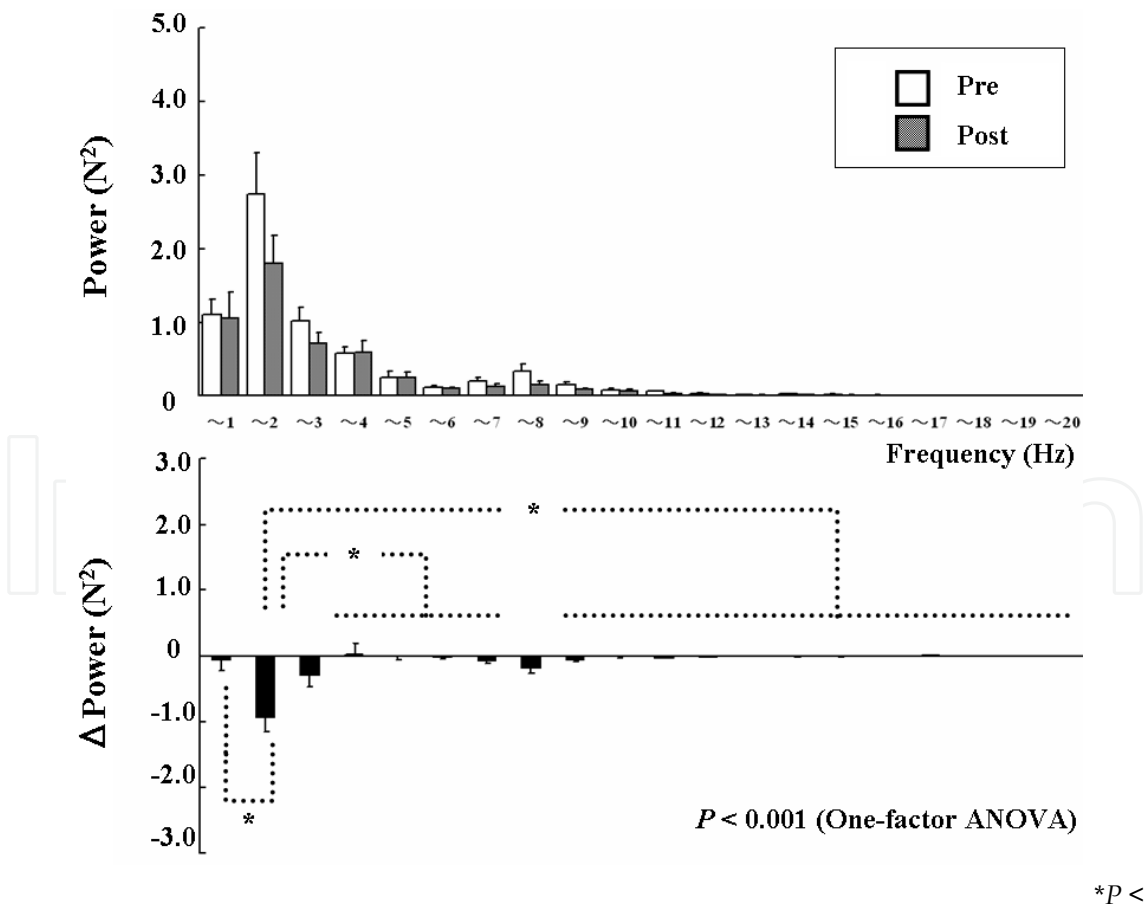 5.0
4.0
3.0
2.0
1.0
0
Power (N²)
Pre
Post
～1 ～2 ～3 ～4 ～5 ～6 ～7 ～8 ～9 ～10 ～11 ～12 ～13 ～14 ～15 ～16 ～17 ～18 ～19 ～20
Frequency (Hz)
3.0
2.0
1.0
0
-1.0
-2.0
-3.0
Δ Power (N²)
*
*
*
P < 0.001 (One-factor ANOVA)
*P <